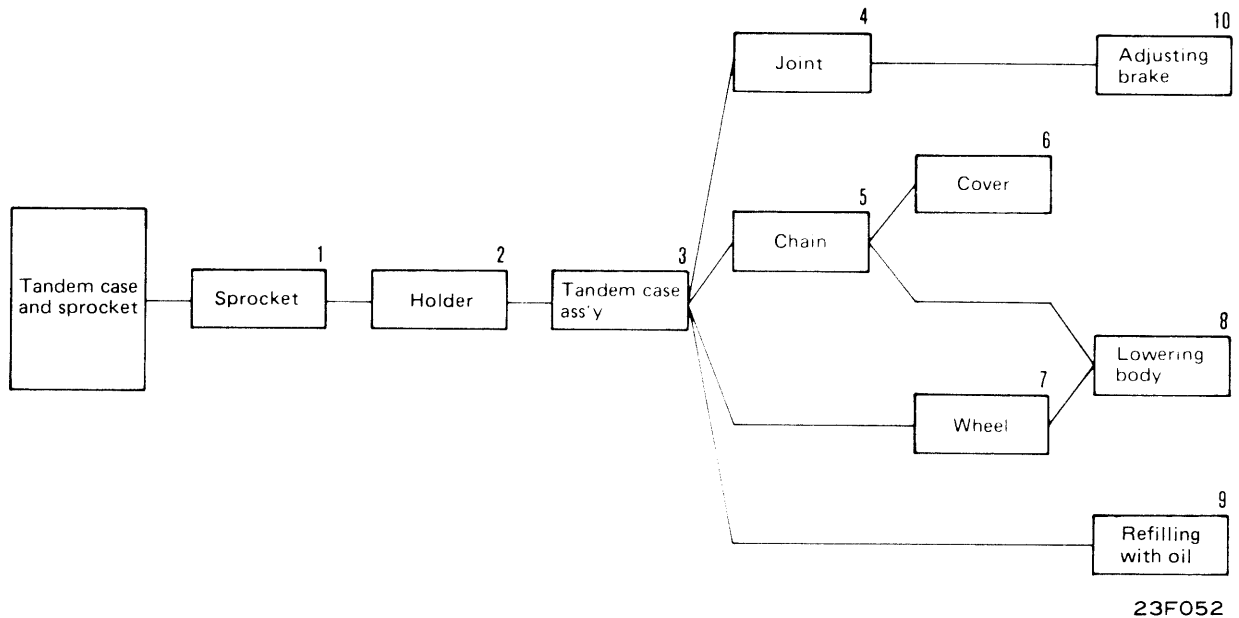 Tandem case
and sprocket
1
Sprocket
2
Holder
3
Tandem case
ass'y
4
Joint
10
Adjusting
brake
5
Chain
6
Cover
7
Wheel
8
Lowering
body
9
Refilling
with oil
23F052